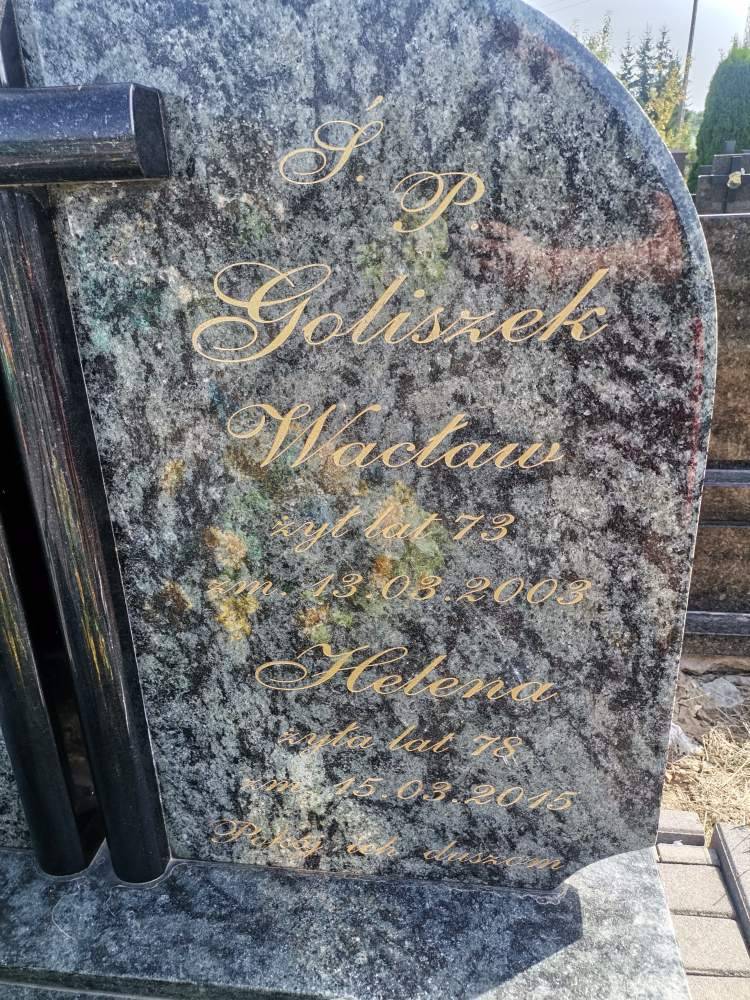 Ś. P.
Goliszek
Wacław
żył lat 73
zm. 13.03.2003
Helena
żyła lat 78
zm. 15.03.2015
Pokój ich duszom